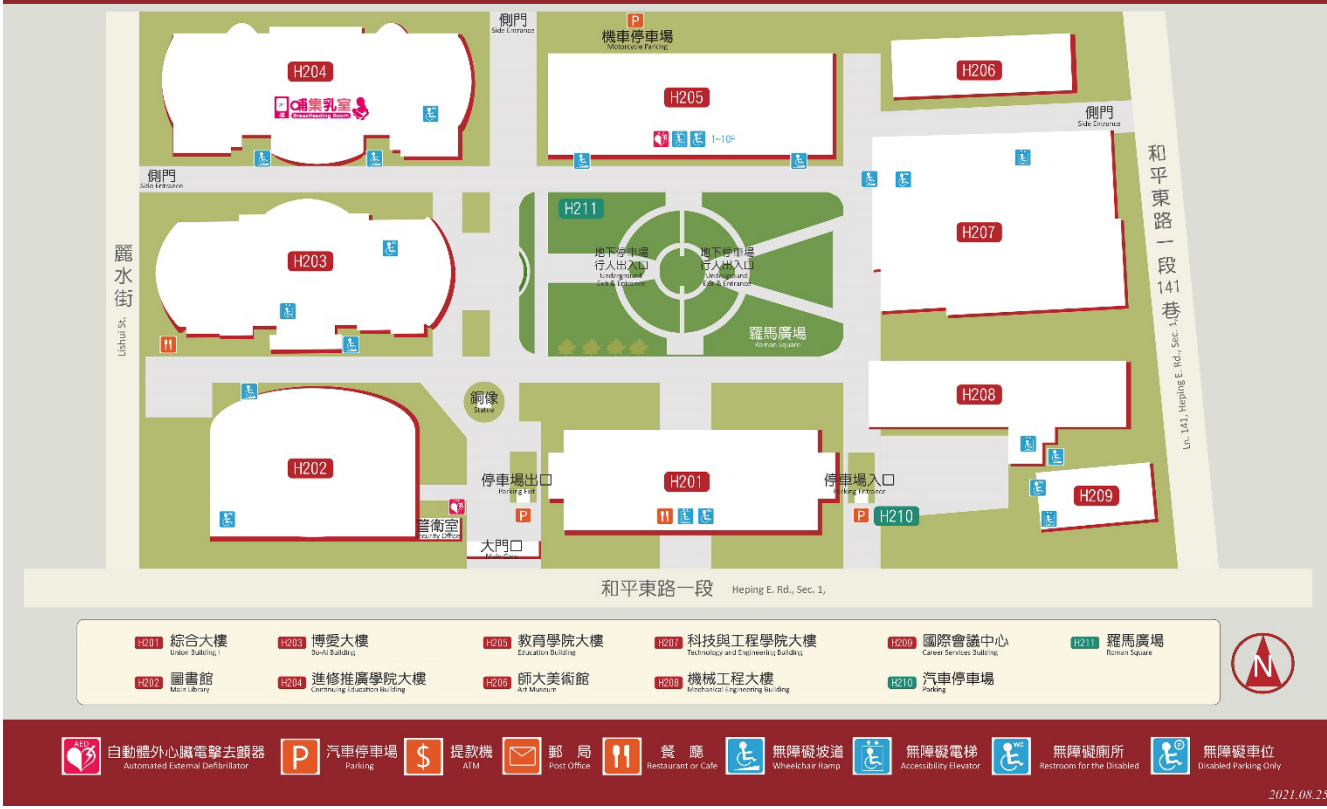 側門
Side Entrance
P
機車停車場
Motorcycle Parking
H204
哺集乳室
Breastfeeding Room
H205
1~10F
H206
側門
Side Entrance
側門
Side Entrance
和平東路一段141巷
Ln. 141, Heping E. Rd., Sec. 1,
麗水街
Lishui St.
H211
H203
H207
地下停車場
行人出入口
Underground
Exit & Entrance
地下停車場
行人出入口
Underground
Exit & Entrance
羅馬廣場
Roman Square
銅像
Statue
H208
H202
H201
H209
停車場出口
Parking Exit
P
停車場入口
Parking Entrance
P
H210
警衛室
Security Office
大門口
Main Gate
和平東路一段 Heping E. Rd., Sec. 1,
H201 綜合大樓
Union Building I
H203 博愛大樓
Bo-Ai Building
H205 教育學院大樓
Education Building
H207 科技與工程學院大樓
Technology and Engineering Building
H209 國際會議中心
Career Services Building
H211 羅馬廣場
Roman Square
H202 圖書館
Main Library
H204 進修推廣學院大樓
Continuing Education Building
H206 師大美術館
Art Museum
H208 機械工程大樓
Mechanical Engineering Building
H210 汽車停車場
Parking
N
AED
自動體外心臟電擊去顫器
Automated External Defibrillator
P
汽車停車場
Parking
$
提款機
ATM
郵 局
Post Office
餐 廳
Restaurant or Cafe
無障礙坡道
Wheelchair Ramp
無障礙電梯
Accessibility Elevator
WC
無障礙廁所
Restroom for the Disabled
P
無障礙車位
Disabled Parking Only
2021.08.25